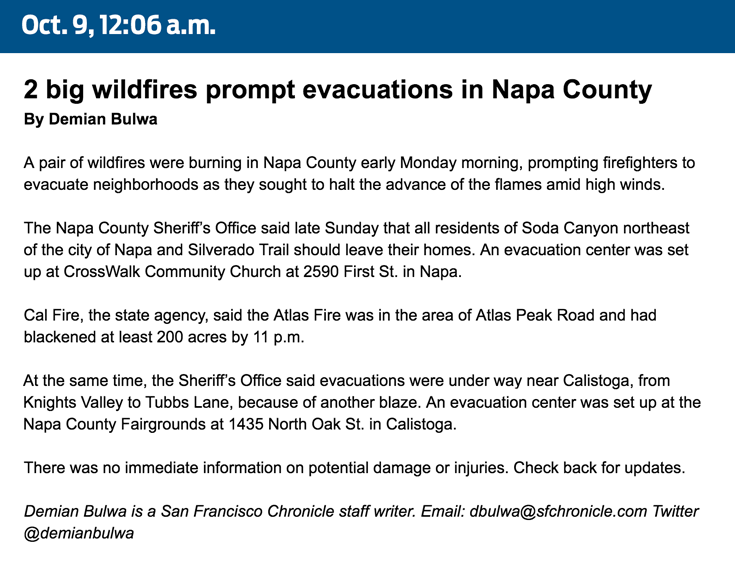 Oct. 9, 12:06 a.m.
2 big wildfires prompt evacuations in Napa County
By Demian Bulwa
A pair of wildfires were burning in Napa County early Monday morning, prompting firefighters to
evacuate neighborhoods as they sought to halt the advance of the flames amid high winds.
The Napa County Sheriff's Office said late Sunday that all residents of Soda Canyon northeast
of the city of Napa and Silverado Trail should leave their homes. An evacuation center was set
up at CrossWalk Community Church at 2590 First St. in Napa.
Cal Fire, the state agency, said the Atlas Fire was in the area of Atlas Peak Road and had
blackened at least 200 acres by 11 p.m.
At the same time, the Sheriff's Office said evacuations were under way near Calistoga, from
Knights Valley to Tubbs Lane, because of another blaze. An evacuation center was set up at the
Napa County Fairgrounds at 1435 North Oak St. in Calistoga.
There was no immediate information on potential damage or injuries. Check back for updates.
Demian Bulwa is a San Francisco Chronicle staff writer. Email: dbulwa@sfchronicle.com Twitter
@demianbulwa